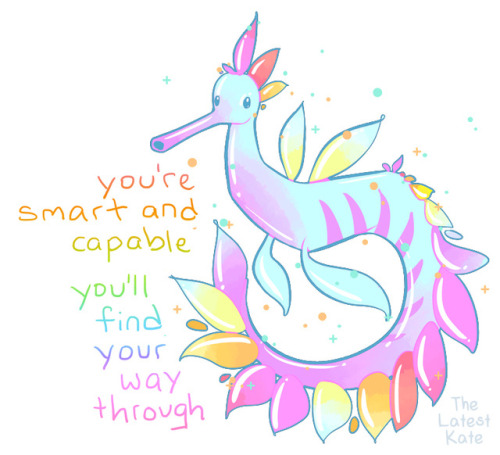 you're
smart and
capable
you'll
find
your
way
through
The
Latest
Kate